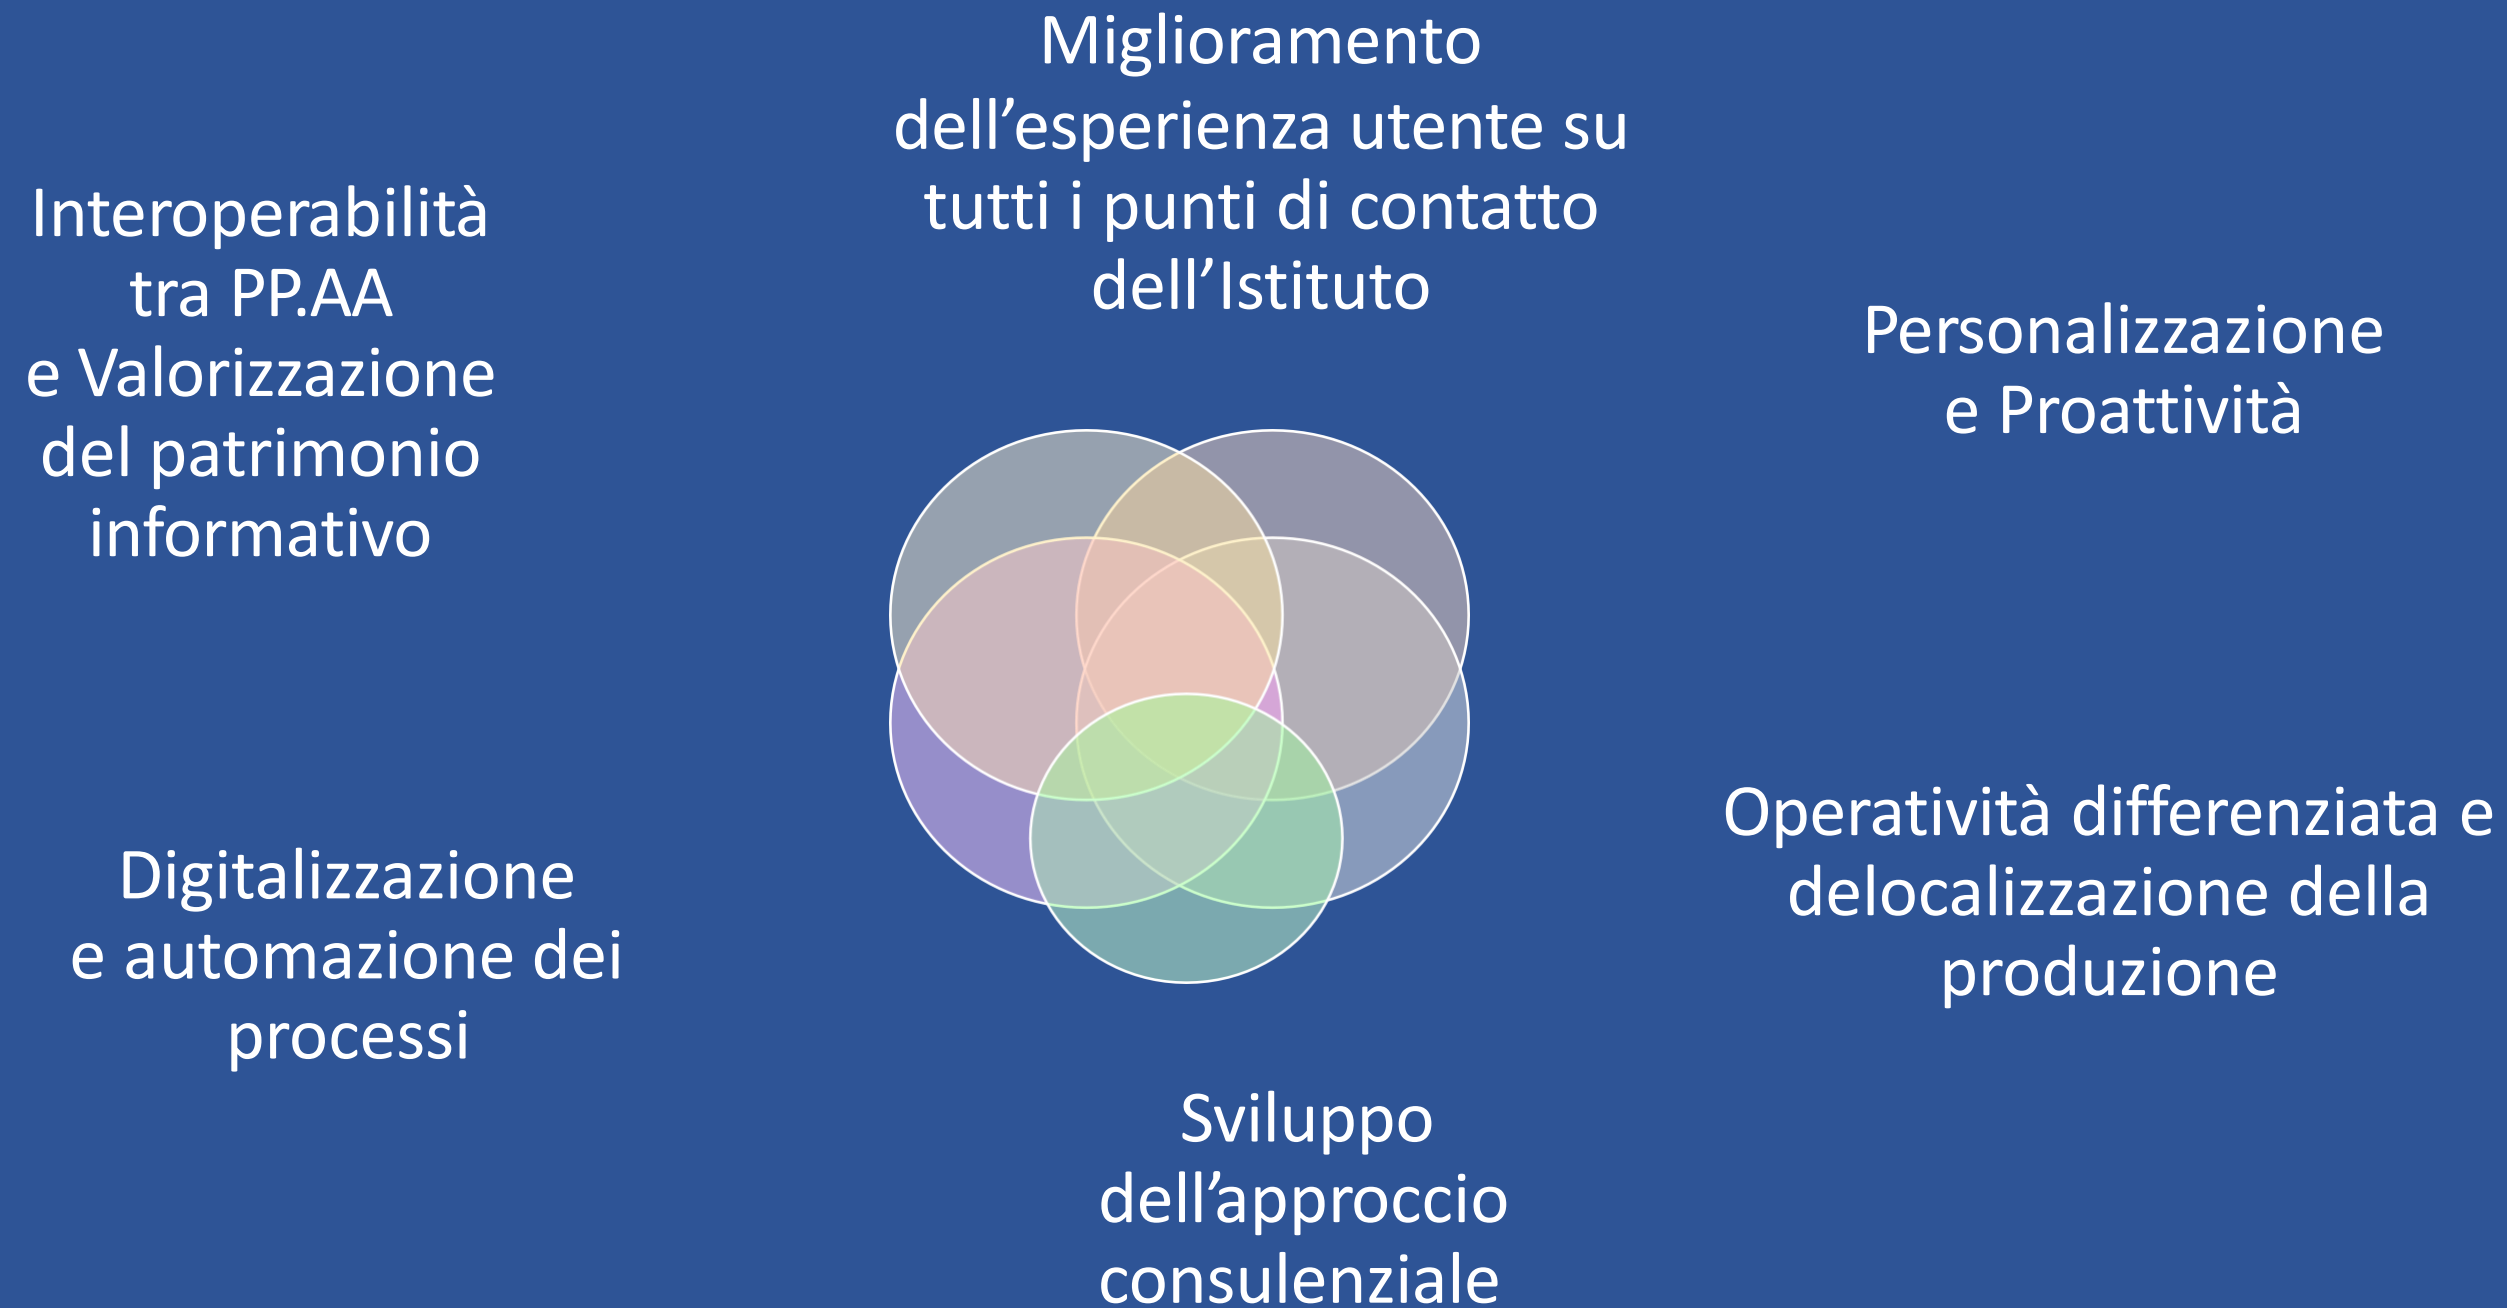 Miglioramento
dell’esperienza utente su
tutti i punti di contatto
dell’Istituto
Personalizzazione
e Proattività
Operatività differenziata e
delocalizzazione della
produzione
Sviluppo
dell’approccio
consulenziale
Digitalizzazione
e automazione dei
processi
Interoperabilità
tra PP.AA
e Valorizzazione
del patrimonio
informativo